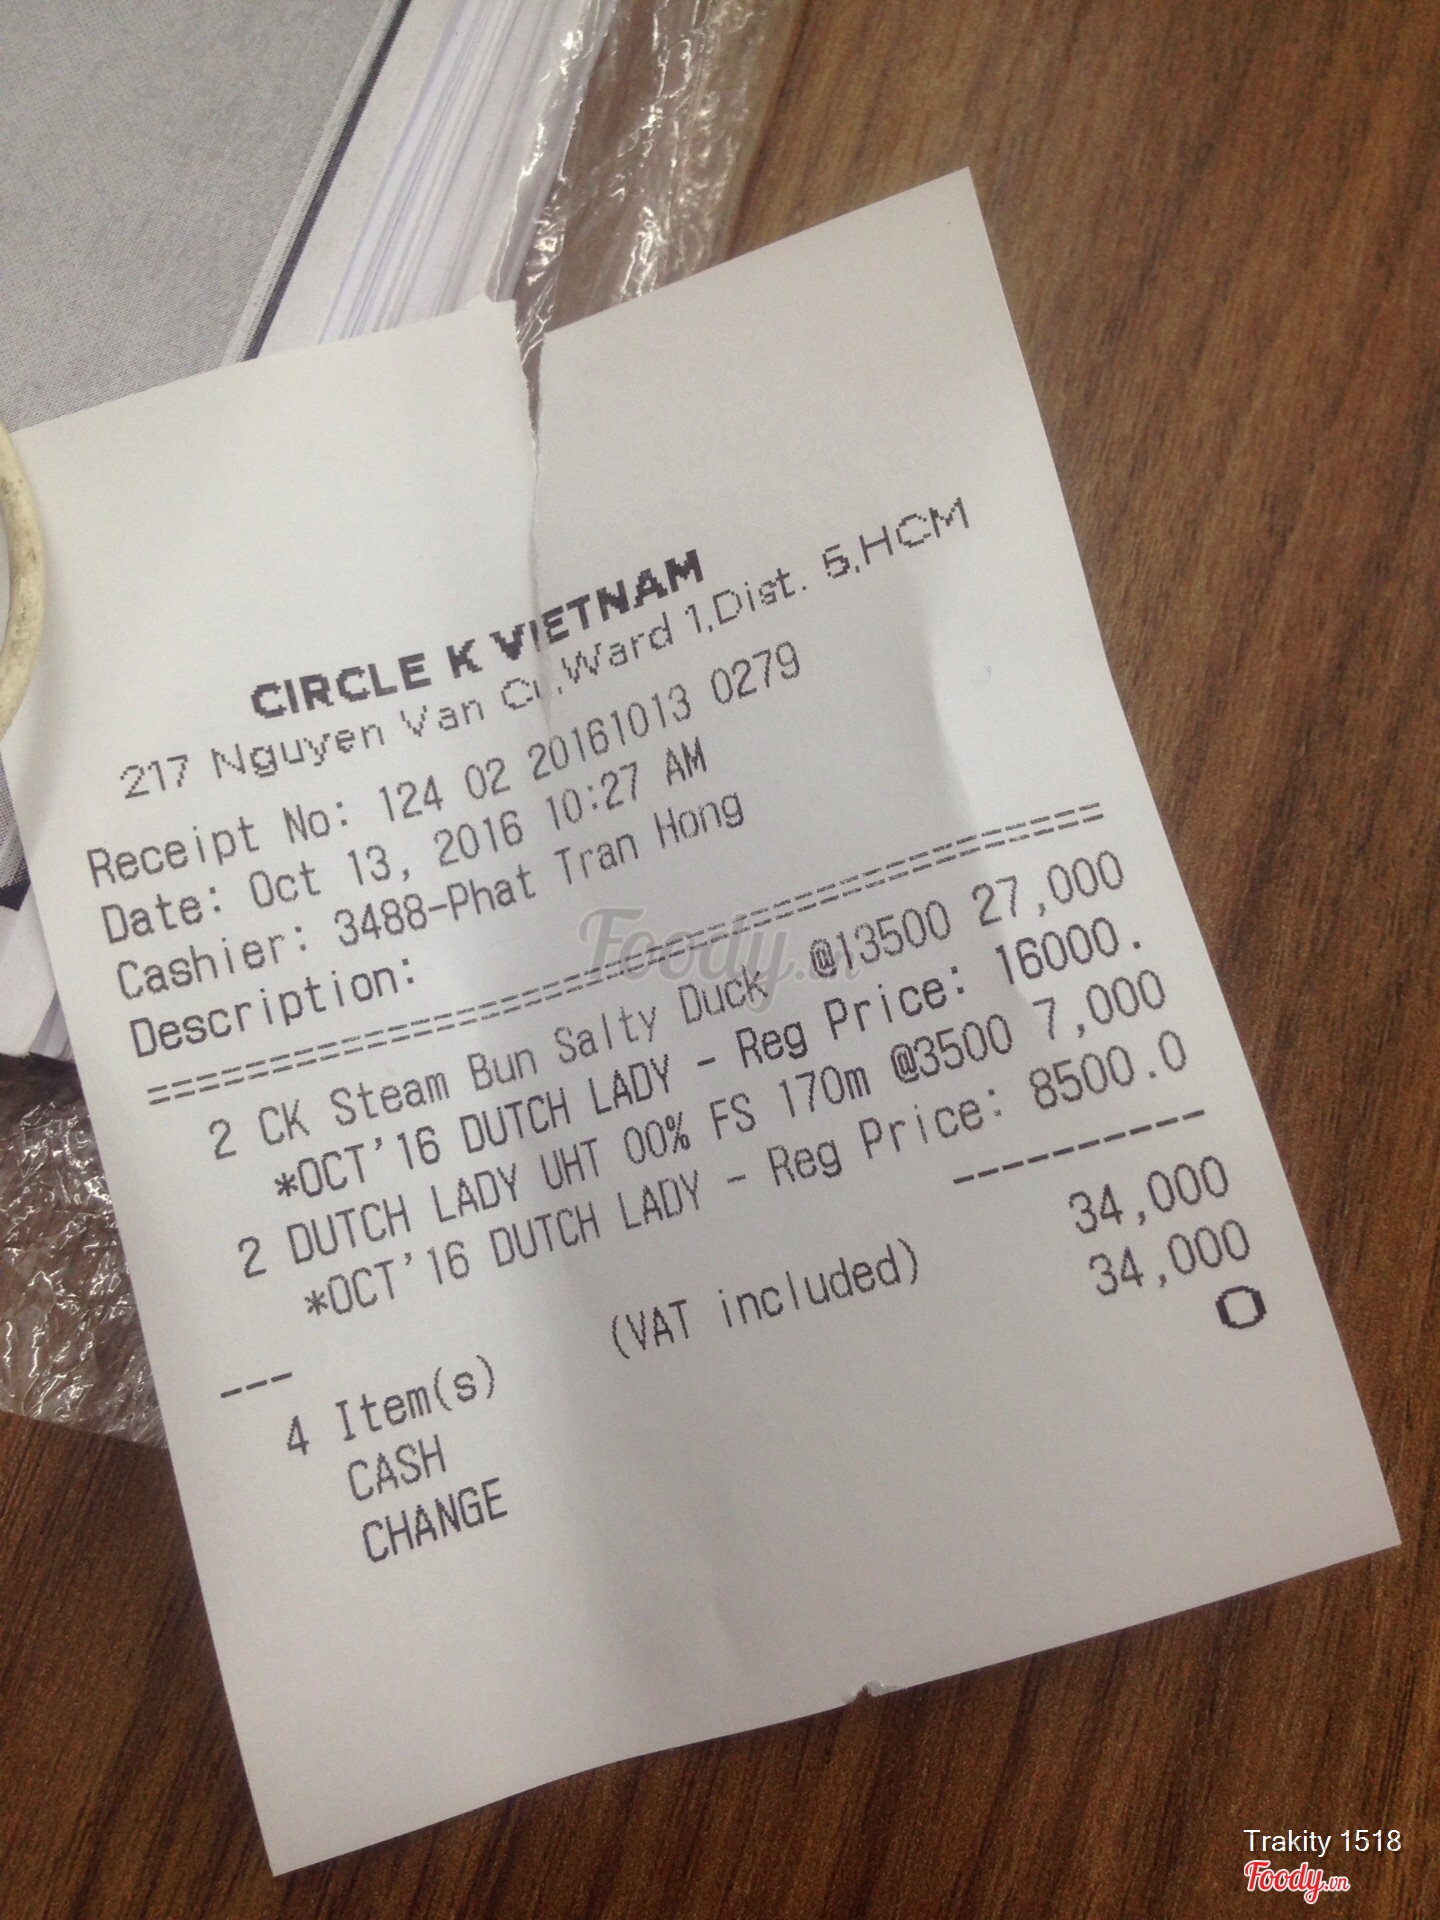 CIRCLE K VIETNAM
217 Nguyen Van Cu,Ward 1,Dist. 5,HCM
Receipt No: 124 02 20161013 0279
Date: Oct 13, 2016 10:27 AM
Cashier: 3488-Phat Tran Hong
Description:
2 CK Steam Bun Salty Duck @13500 27,000
*OCT'16 DUTCH LADY - Reg Price: 16000.
2 DUTCH LADY UHT 00% FS 170m @3500 7,000
*OCT'16 DUTCH LADY - Reg Price: 8500.0
4 Item(s) (VAT included) 34,000
CASH 34,000
CHANGE 0
Foody.vn
Trakity 1518
Foody.vn